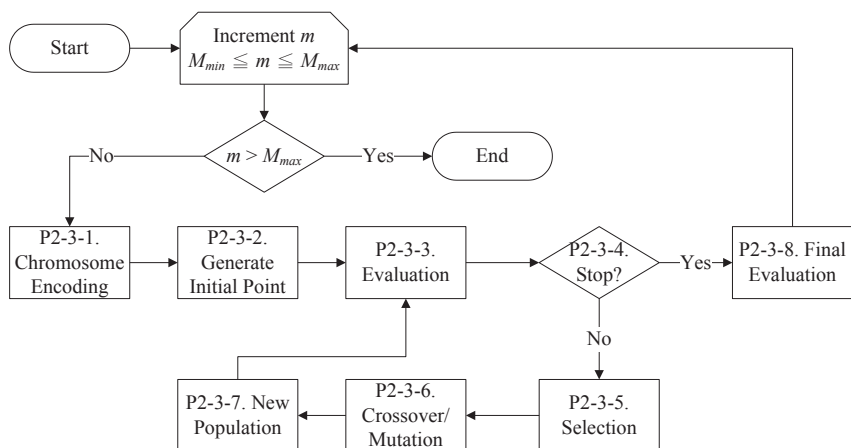 Start
Increment m
M_min ≦ m ≦ M_max
m > M_max
No
Yes
End
P2-3-1.
Chromosome
Encoding
P2-3-2.
Generate
Initial Point
P2-3-3.
Evaluation
P2-3-4.
Stop?
Yes
P2-3-8. Final
Evaluation
No
P2-3-7. New
Population
P2-3-6.
Crossover/
Mutation
P2-3-5.
Selection